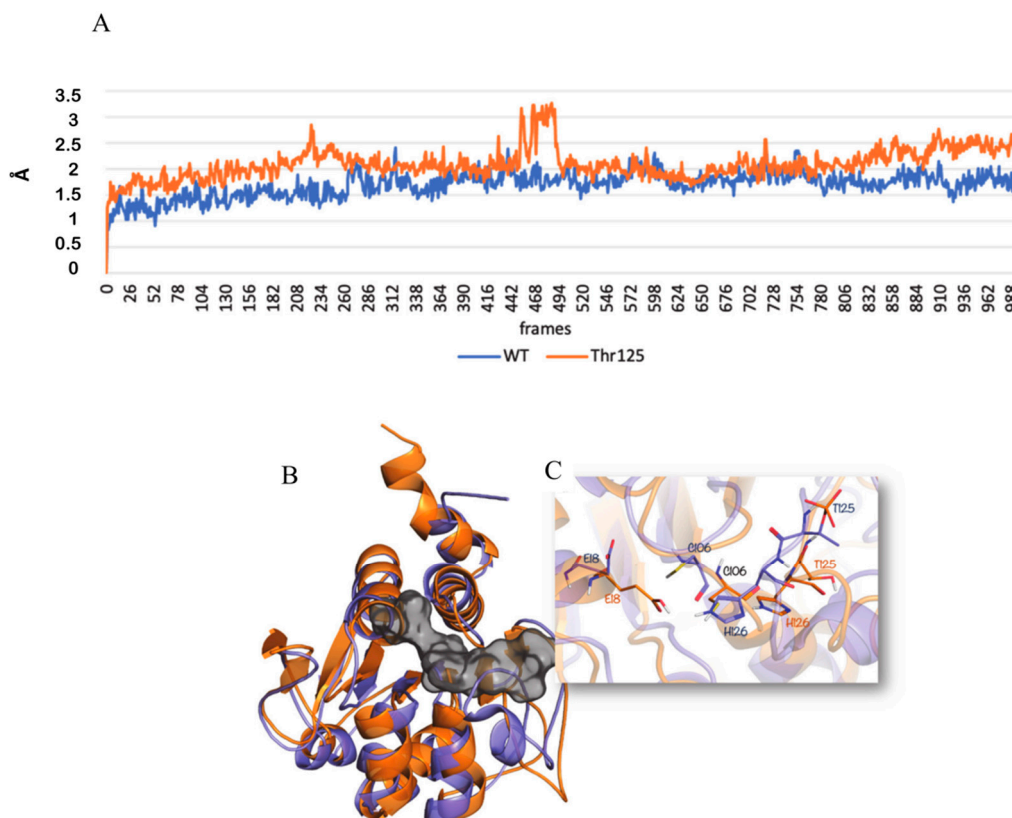 A
3.5
3
2.5
2
1.5
1
0.5
0
Å
0 26 52 78 104 130 156 182 208 234 260 286 312 338 364 390 416 442 468 494 520 546 572 598 624 650 676 702 728 754 780 806 832 858 884 910 936 962 988
frames
WT Thr125
B
C
E18
E18
C106
C106
H126
T125
T125
H126